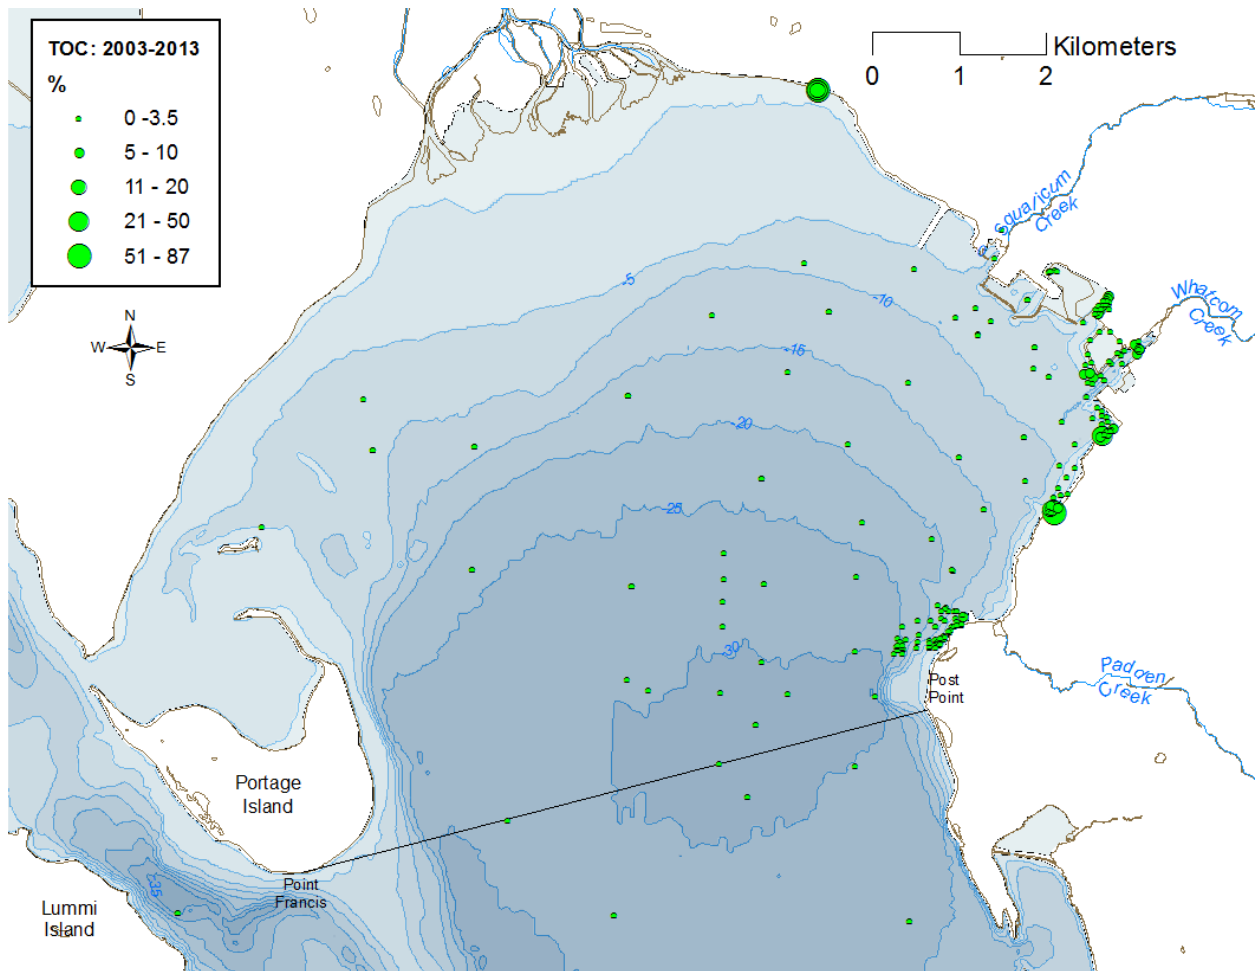 TOC: 2003-2013
%
0 -3.5
5 - 10
11 - 20
21 - 50
51 - 87
Kilometers
0 1 2
N
W E
S
Squalicum
Creek
Whatcom
Creek
-5
-10
-15
-20
-25
-30
Post
Point
Padden
Creek
Portage
Island
Point
Francis
-35
Lummi
Island